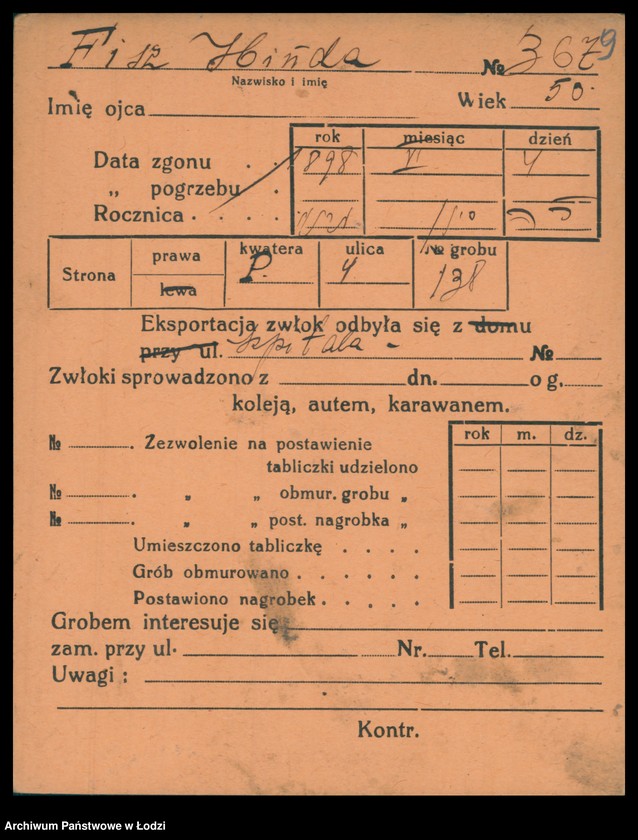 Fisz Hinda № 367
Nazwisko i imię
Imię ojca Wiek 50
rok miesiąc dzień
Data zgonu . . 1898 VI 4
„ pogrzebu .
Rocznica . . . .
Strona prawa lewa kwatera P. ulica 4 № grobu 138
Eksportacja zwłok odbyła się z domu
przy ul. szpitala - №
Zwłoki sprowadzono z dn. o g.
koleją, autem, karawanem.
rok m. dz.
№ . Zezwolenie na postawienie
tabliczki udzielono
№ . „ „ obmur. grobu „
№ . „ „ post. nagrobka „
Umieszczono tabliczkę . . . .
Grób obmurowano . . . . .
Postawiono nagrobek . . . . .
Grobem interesuje się
zam. przy ul. Nr. Tel.
Uwagi :
Kontr.
Archiwum Państwowe w Łodzi